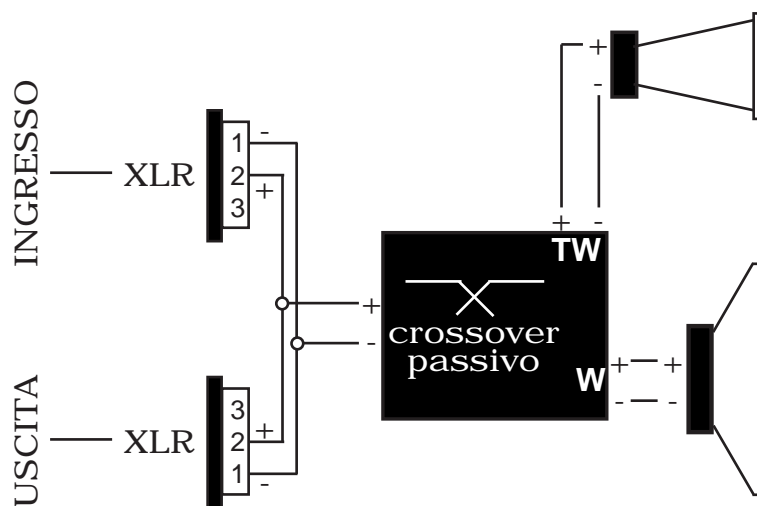 INGRESSO
XLR
1 -
2 +
3
USCITA
XLR
3
2 +
1 -
+
-
+ -
TW
crossover
passivo
W
+
-
+ +
- -